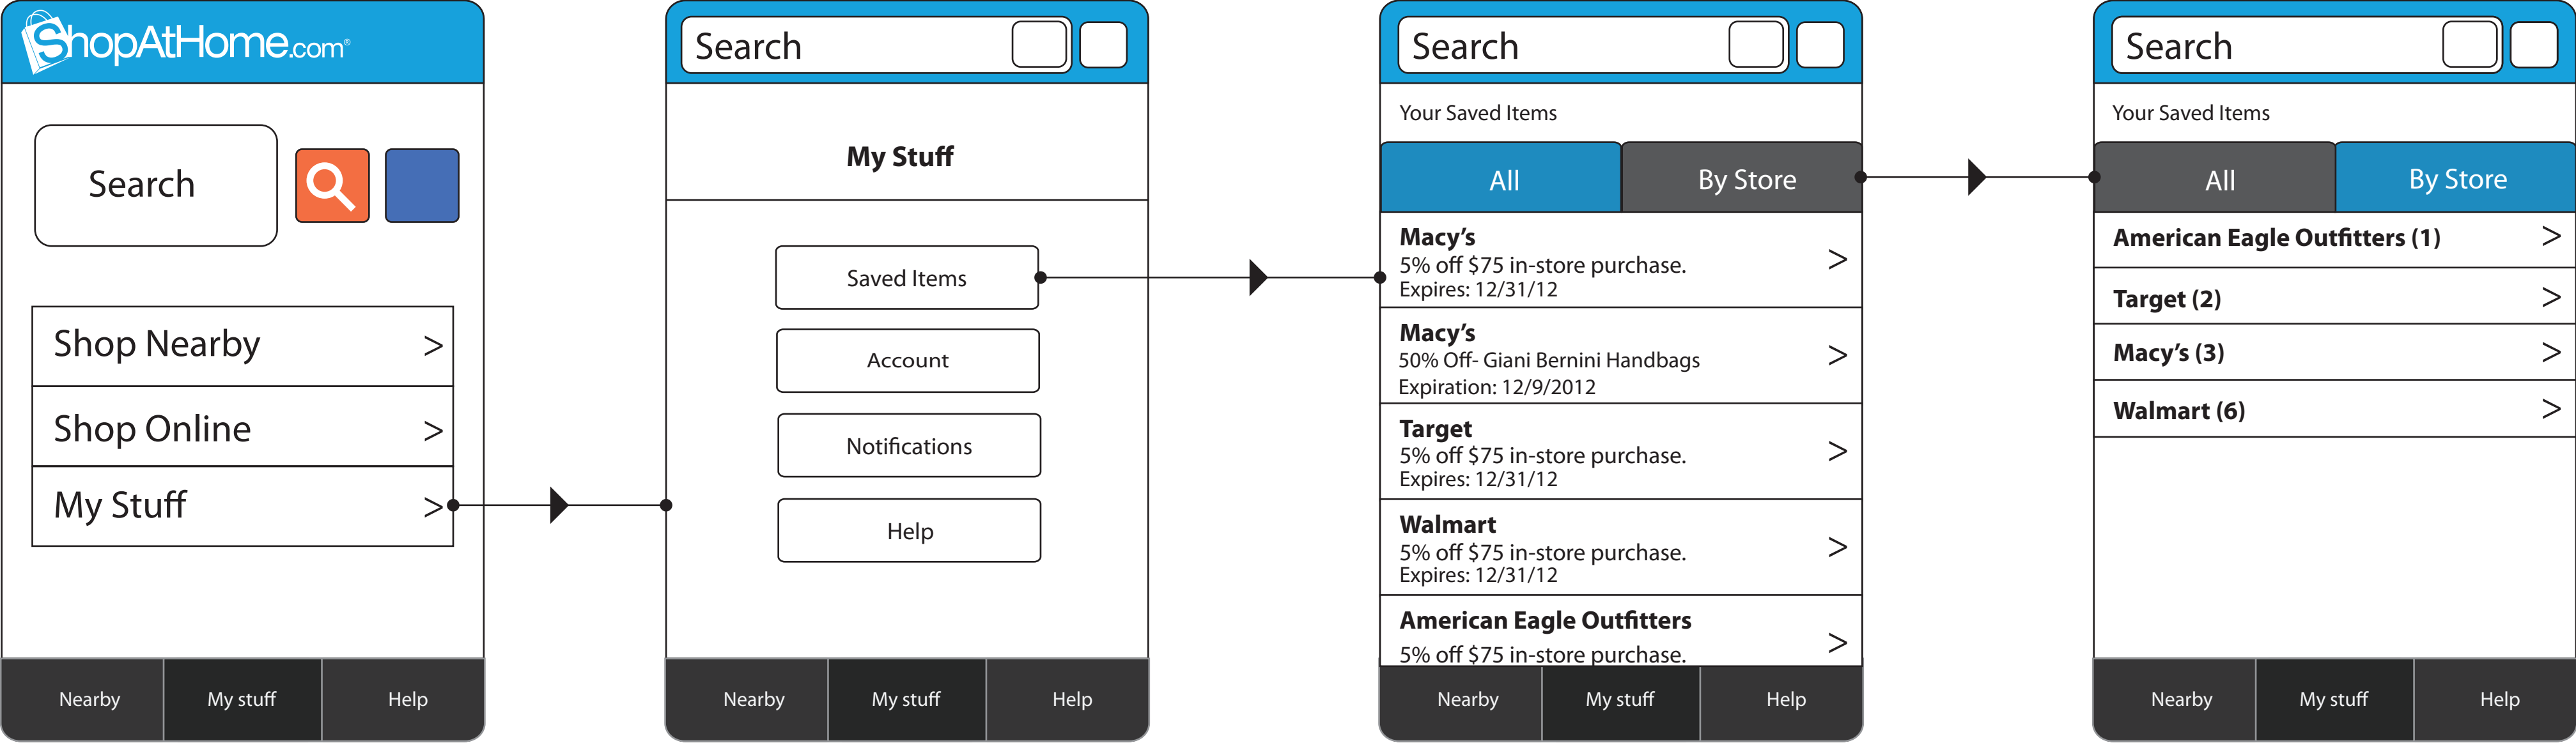 ShopAtHome.com®
Search
Shop Nearby >
Shop Online >
My Stuff >
Nearby My stuff Help
Search
My Stuff
Saved Items
Account
Notifications
Help
Nearby My stuff Help
Search
Your Saved Items
All By Store
Macy’s
5% off $75 in-store purchase. >
Expires: 12/31/12
Macy’s
50% Off- Giani Bernini Handbags >
Expiration: 12/9/2012
Target
5% off $75 in-store purchase. >
Expires: 12/31/12
Walmart
5% off $75 in-store purchase. >
Expires: 12/31/12
American Eagle Outfitters
5% off $75 in-store purchase. >
Nearby My stuff Help
Search
Your Saved Items
All By Store
American Eagle Outfitters (1) >
Target (2) >
Macy’s (3) >
Walmart (6) >
Nearby My stuff Help